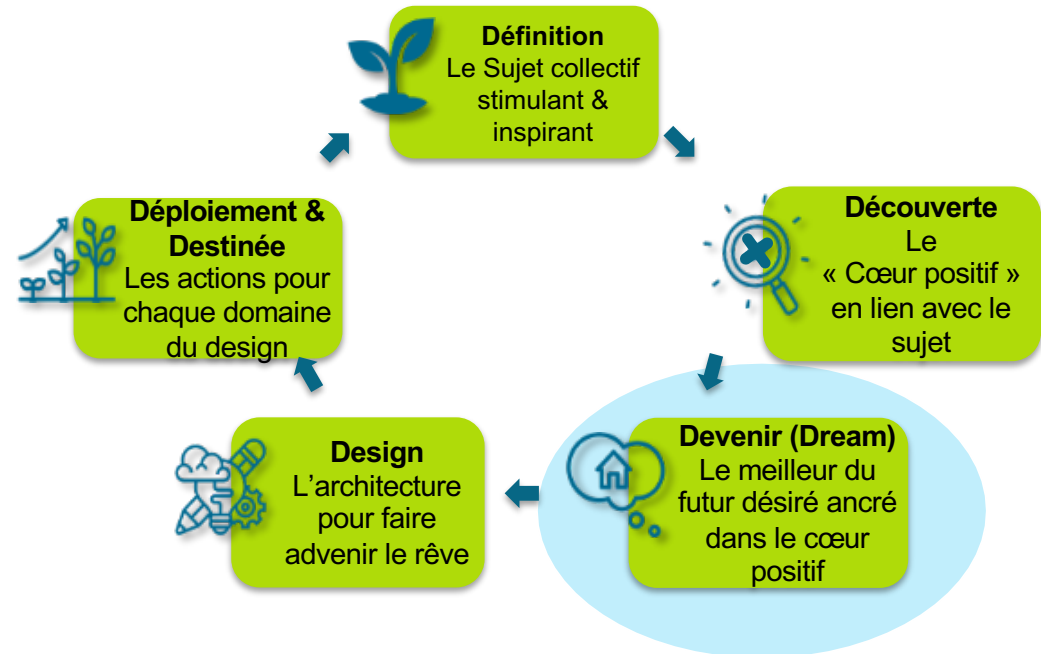 Définition
Le Sujet collectif
stimulant &
inspirant
Découverte
Le
« Cœur positif »
en lien avec le
sujet
Devenir (Dream)
Le meilleur du
futur désiré ancré
dans le cœur
positif
Design
L'architecture
pour faire
advenir le rêve
Déploiement &
Destinée
Les actions pour
chaque domaine
du design